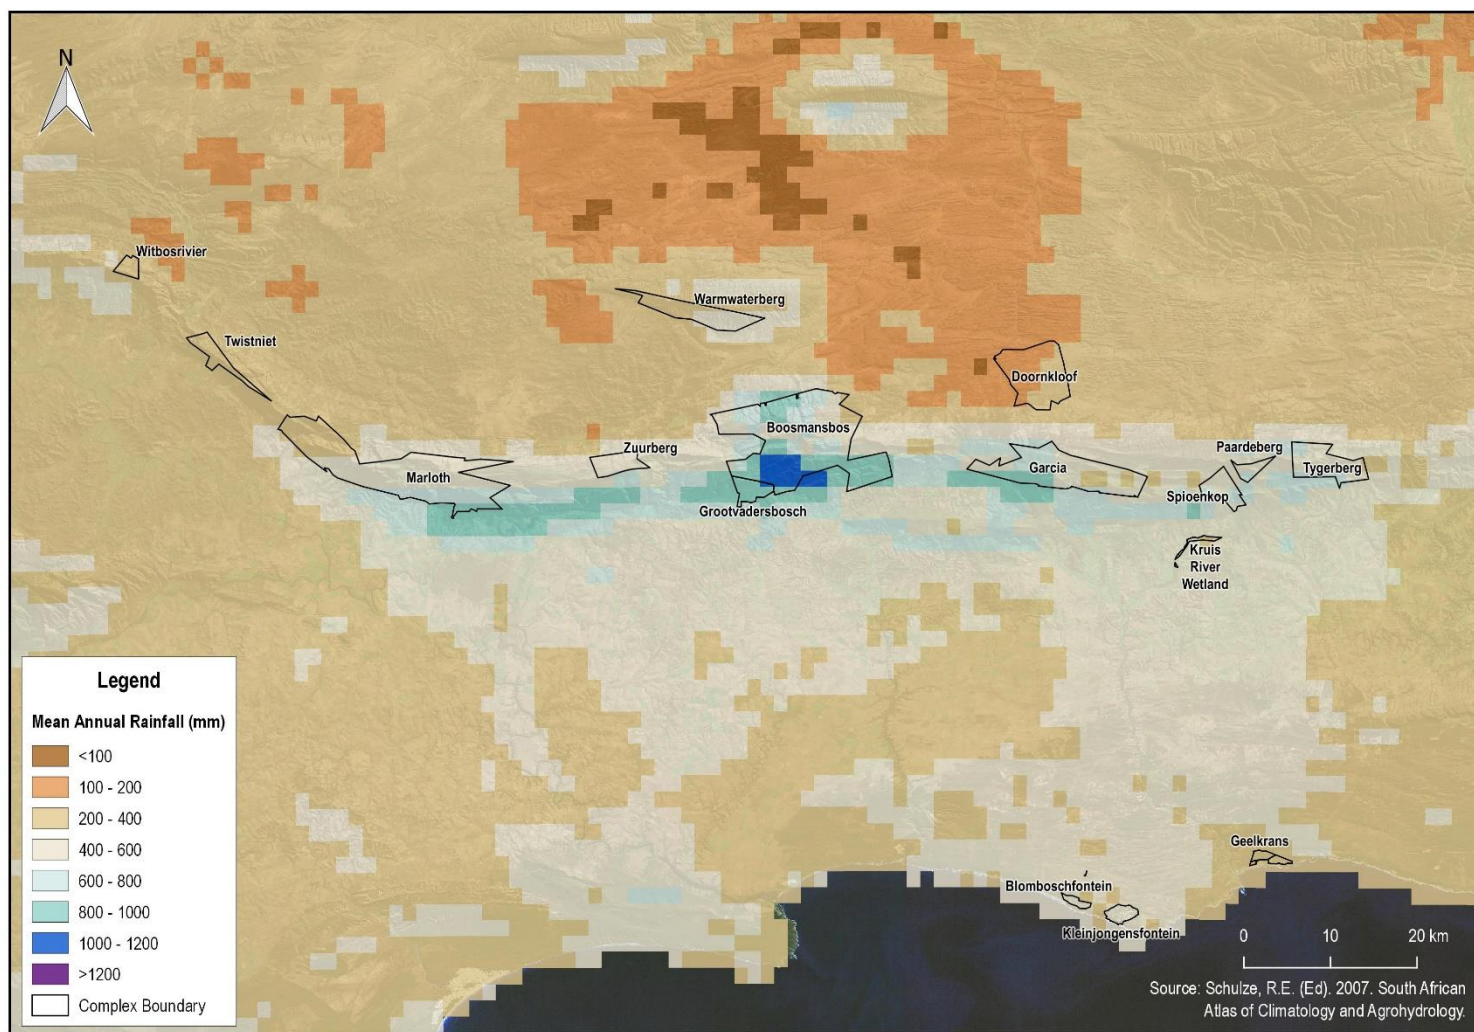 N
Witbosrivier
Twistniet
Warmwaterberg
Doornkloof
Boosmansbos
Zuurberg
Marloth
Grootvadersbosch
Garcia
Paardeberg
Tygerberg
Spioenkop
Kruis
River
Wetland
Geelkrans
Blomboschfontein
Kleinjongensfontein
Legend
Mean Annual Rainfall (mm)
<100
100 - 200
200 - 400
400 - 600
600 - 800
800 - 1000
1000 - 1200
>1200
Complex Boundary
0 10 20 km
Source: Schulze, R.E. (Ed). 2007. South African
Atlas of Climatology and Agrohydrology.